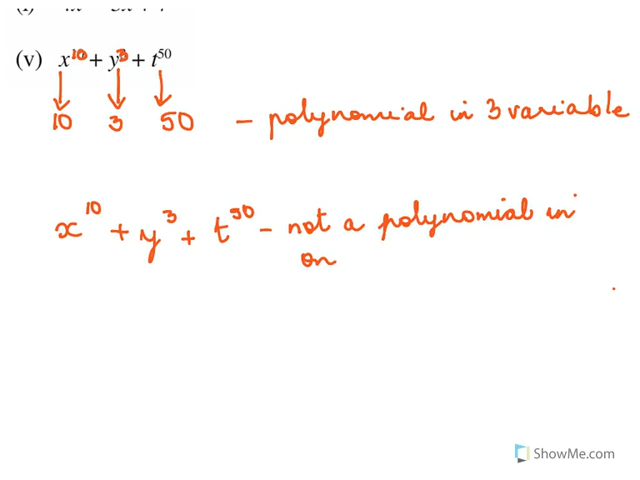 (v) x¹⁰ + y³ + t⁵⁰
10 3 50 – polynomial in 3 variable
x¹⁰ + y³ + t⁵⁰ – not a polynomial in
on
ShowMe.com